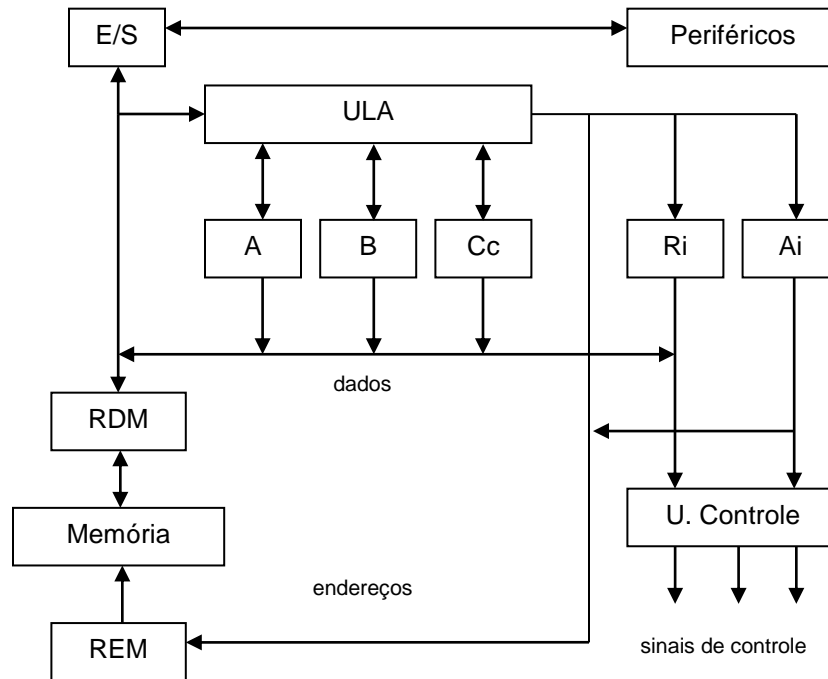 E/S
Periféricos
ULA
A
B
Cc
Ri
Ai
dados
RDM
U. Controle
Memória
endereços
sinais de controle
REM